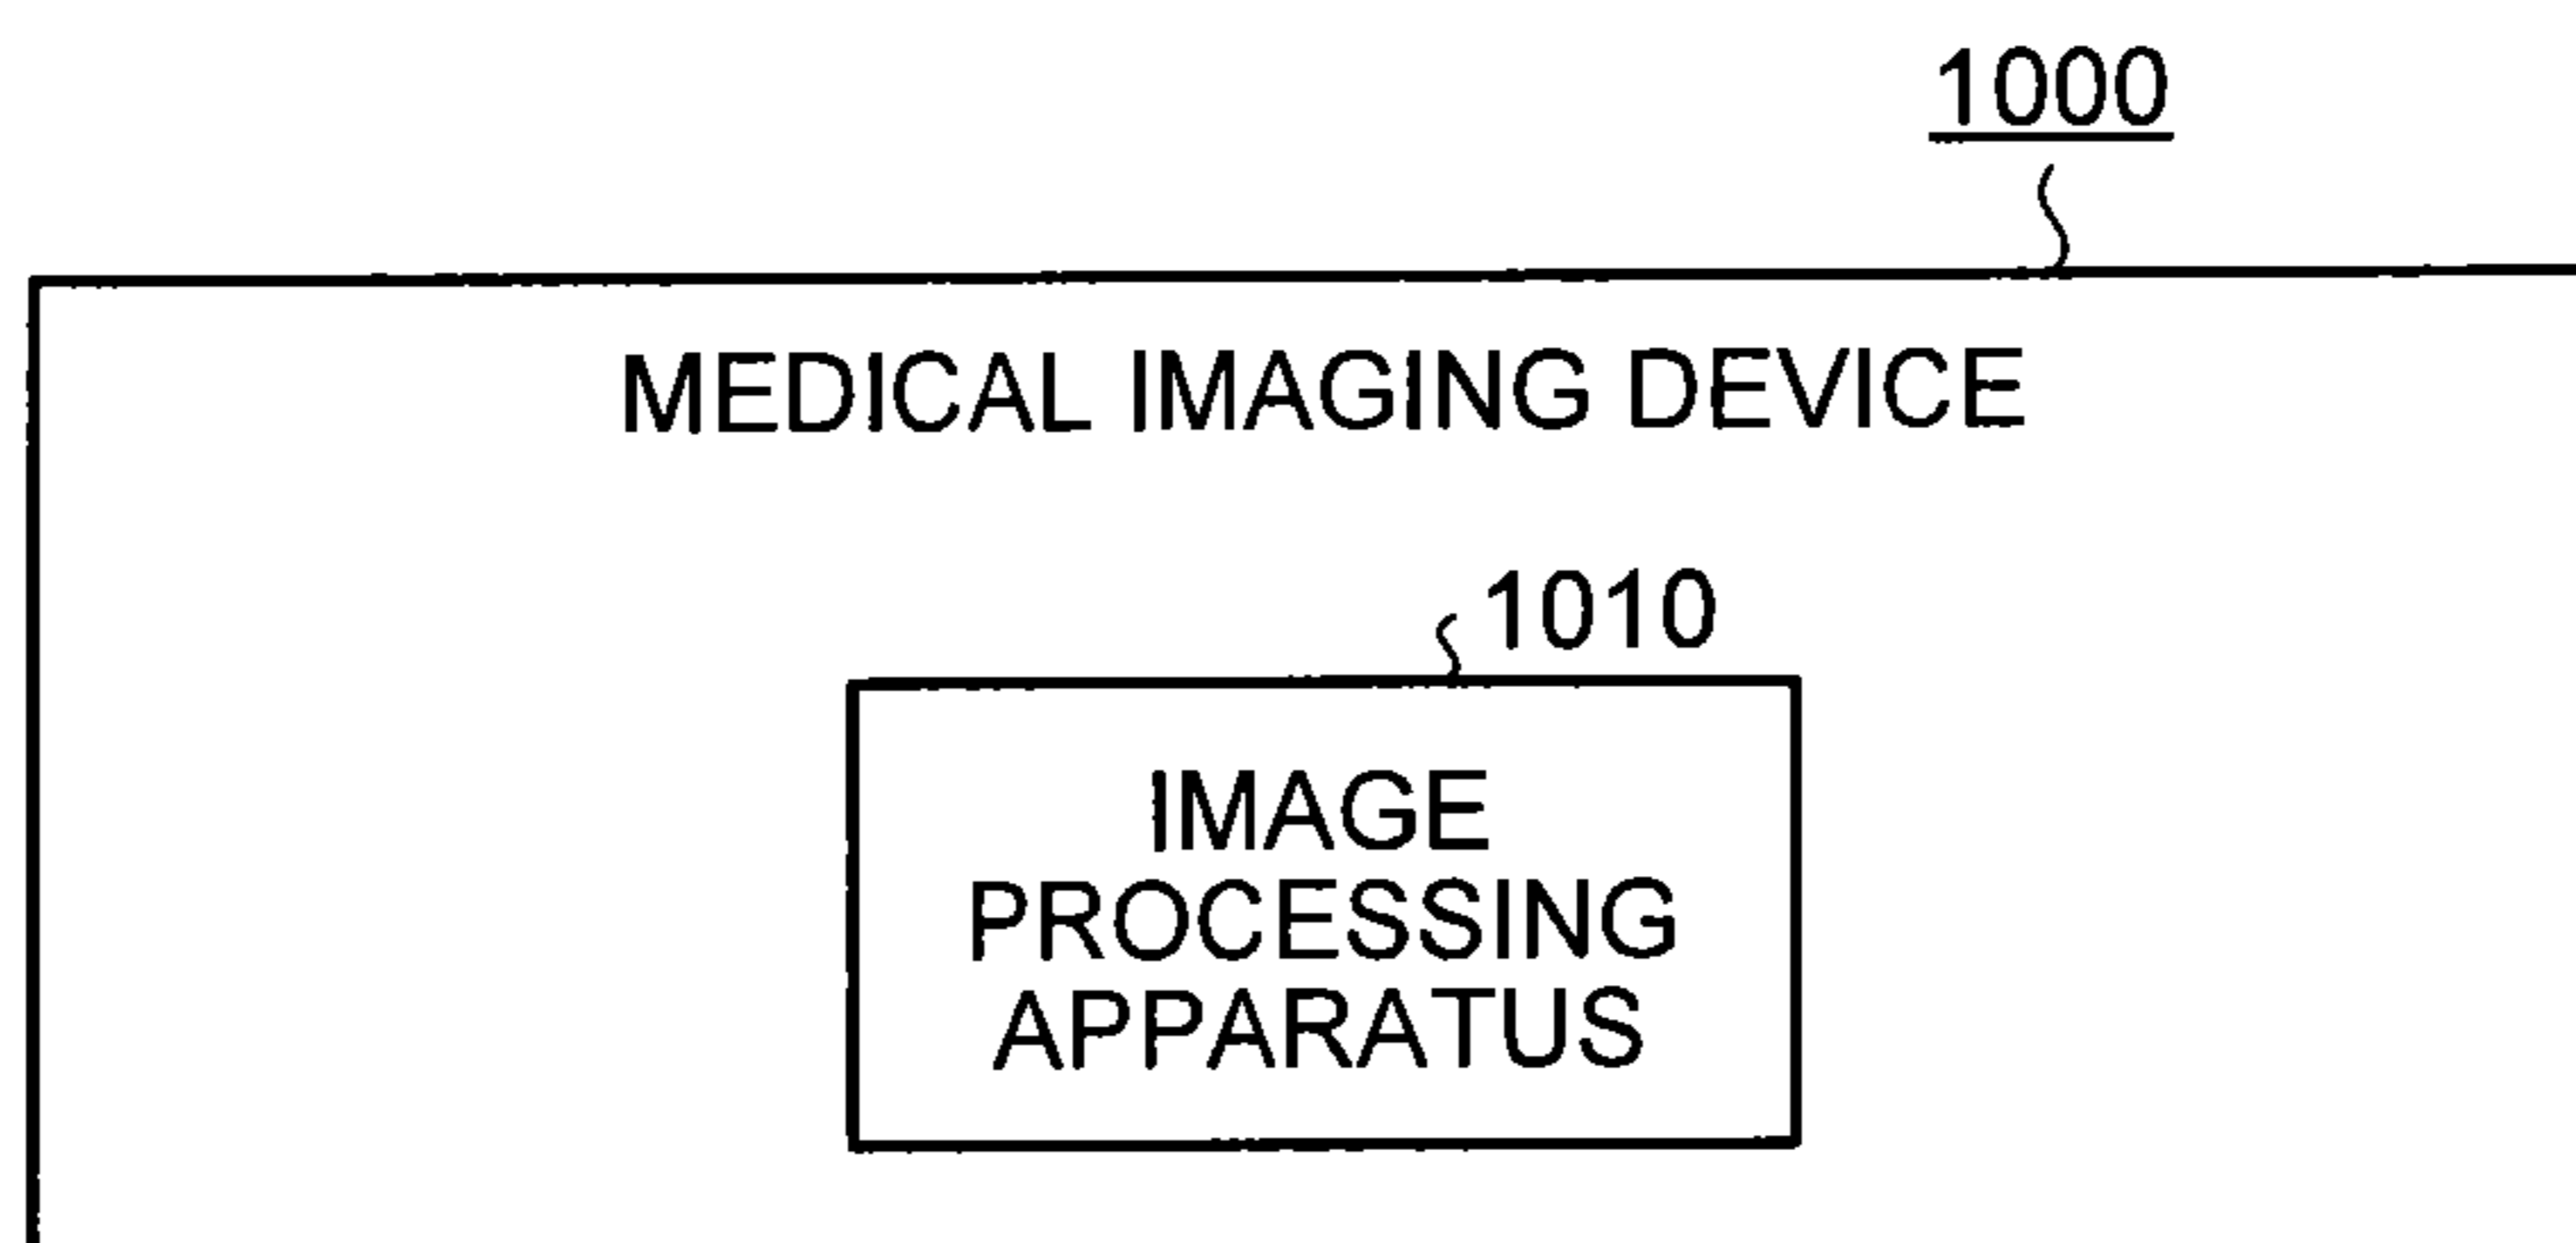 1000
MEDICAL IMAGING DEVICE
1010
IMAGE
PROCESSING
APPARATUS